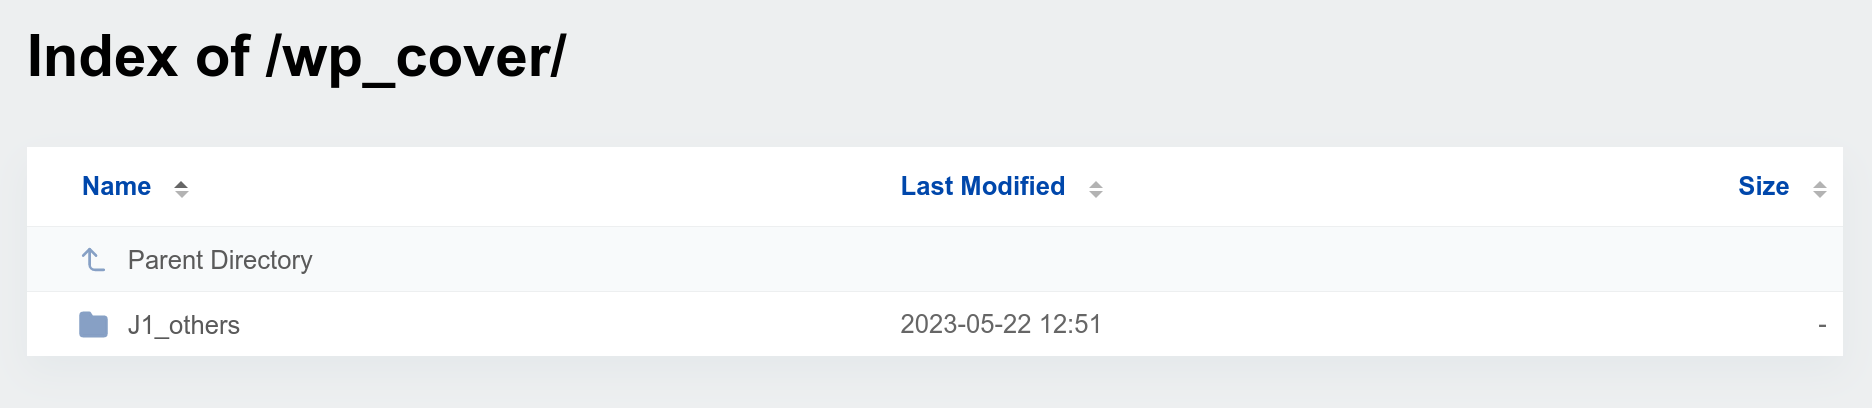 Index of /wp_cover/
Name Last Modified Size
Parent Directory
J1_others 2023-05-22 12:51 -